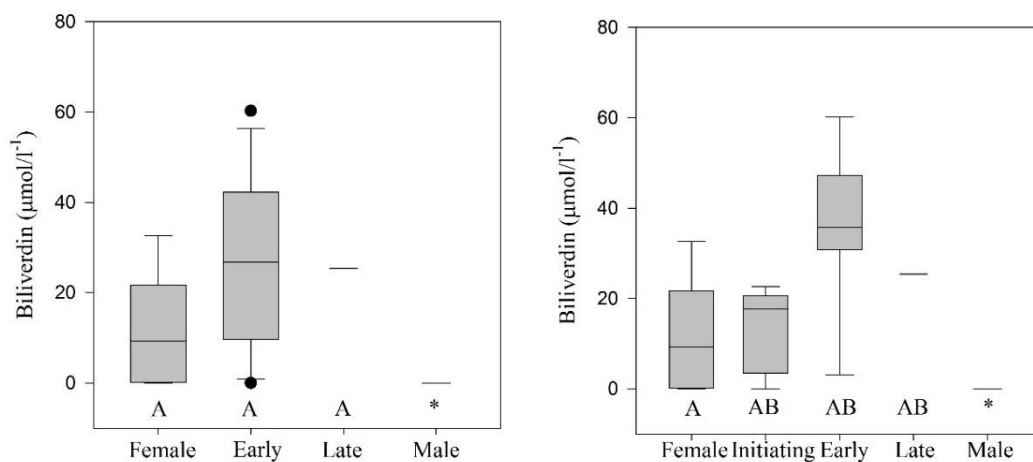 80
60
40
20
0
Biliverdin (µmol/l⁻¹)
A A A *
Female Early Late Male
80
60
40
20
0
Biliverdin (µmol/l⁻¹)
A AB AB AB *
Female Initiating Early Late Male